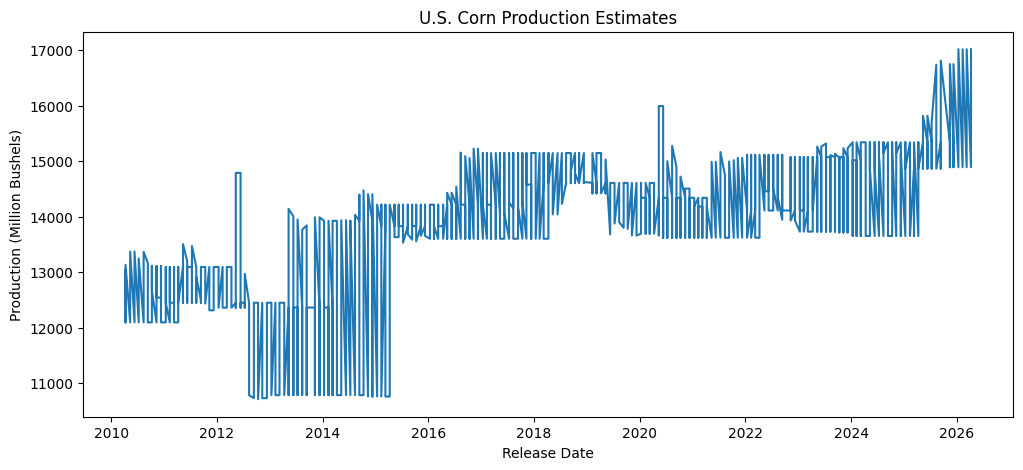 U.S. Corn Production Estimates
Production (Million Bushels)
17000
16000
15000
14000
13000
12000
11000
2010 2012 2014 2016 2018 2020 2022 2024 2026
Release Date